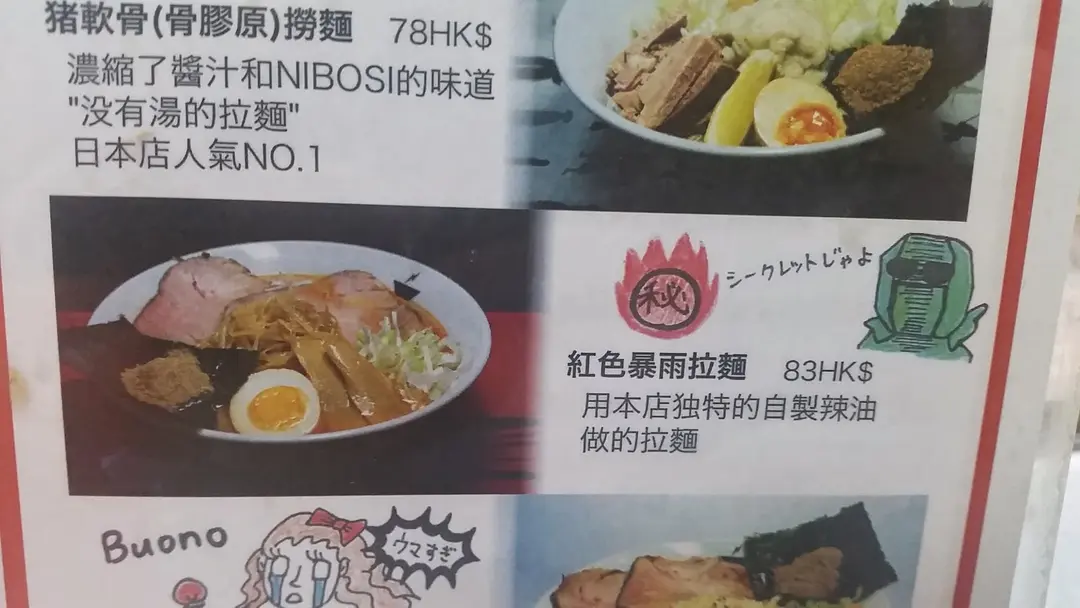 猪軟骨(骨膠原)撈麵 78HK$
濃縮了醬汁和NIBOSI的味道
"没有湯的拉麵"
日本店人氣NO.1
秘
シークレットじゃよ
紅色暴雨拉麵 83HK$
用本店独特的自製辣油
做的拉麵
Buono
ウマすぎ